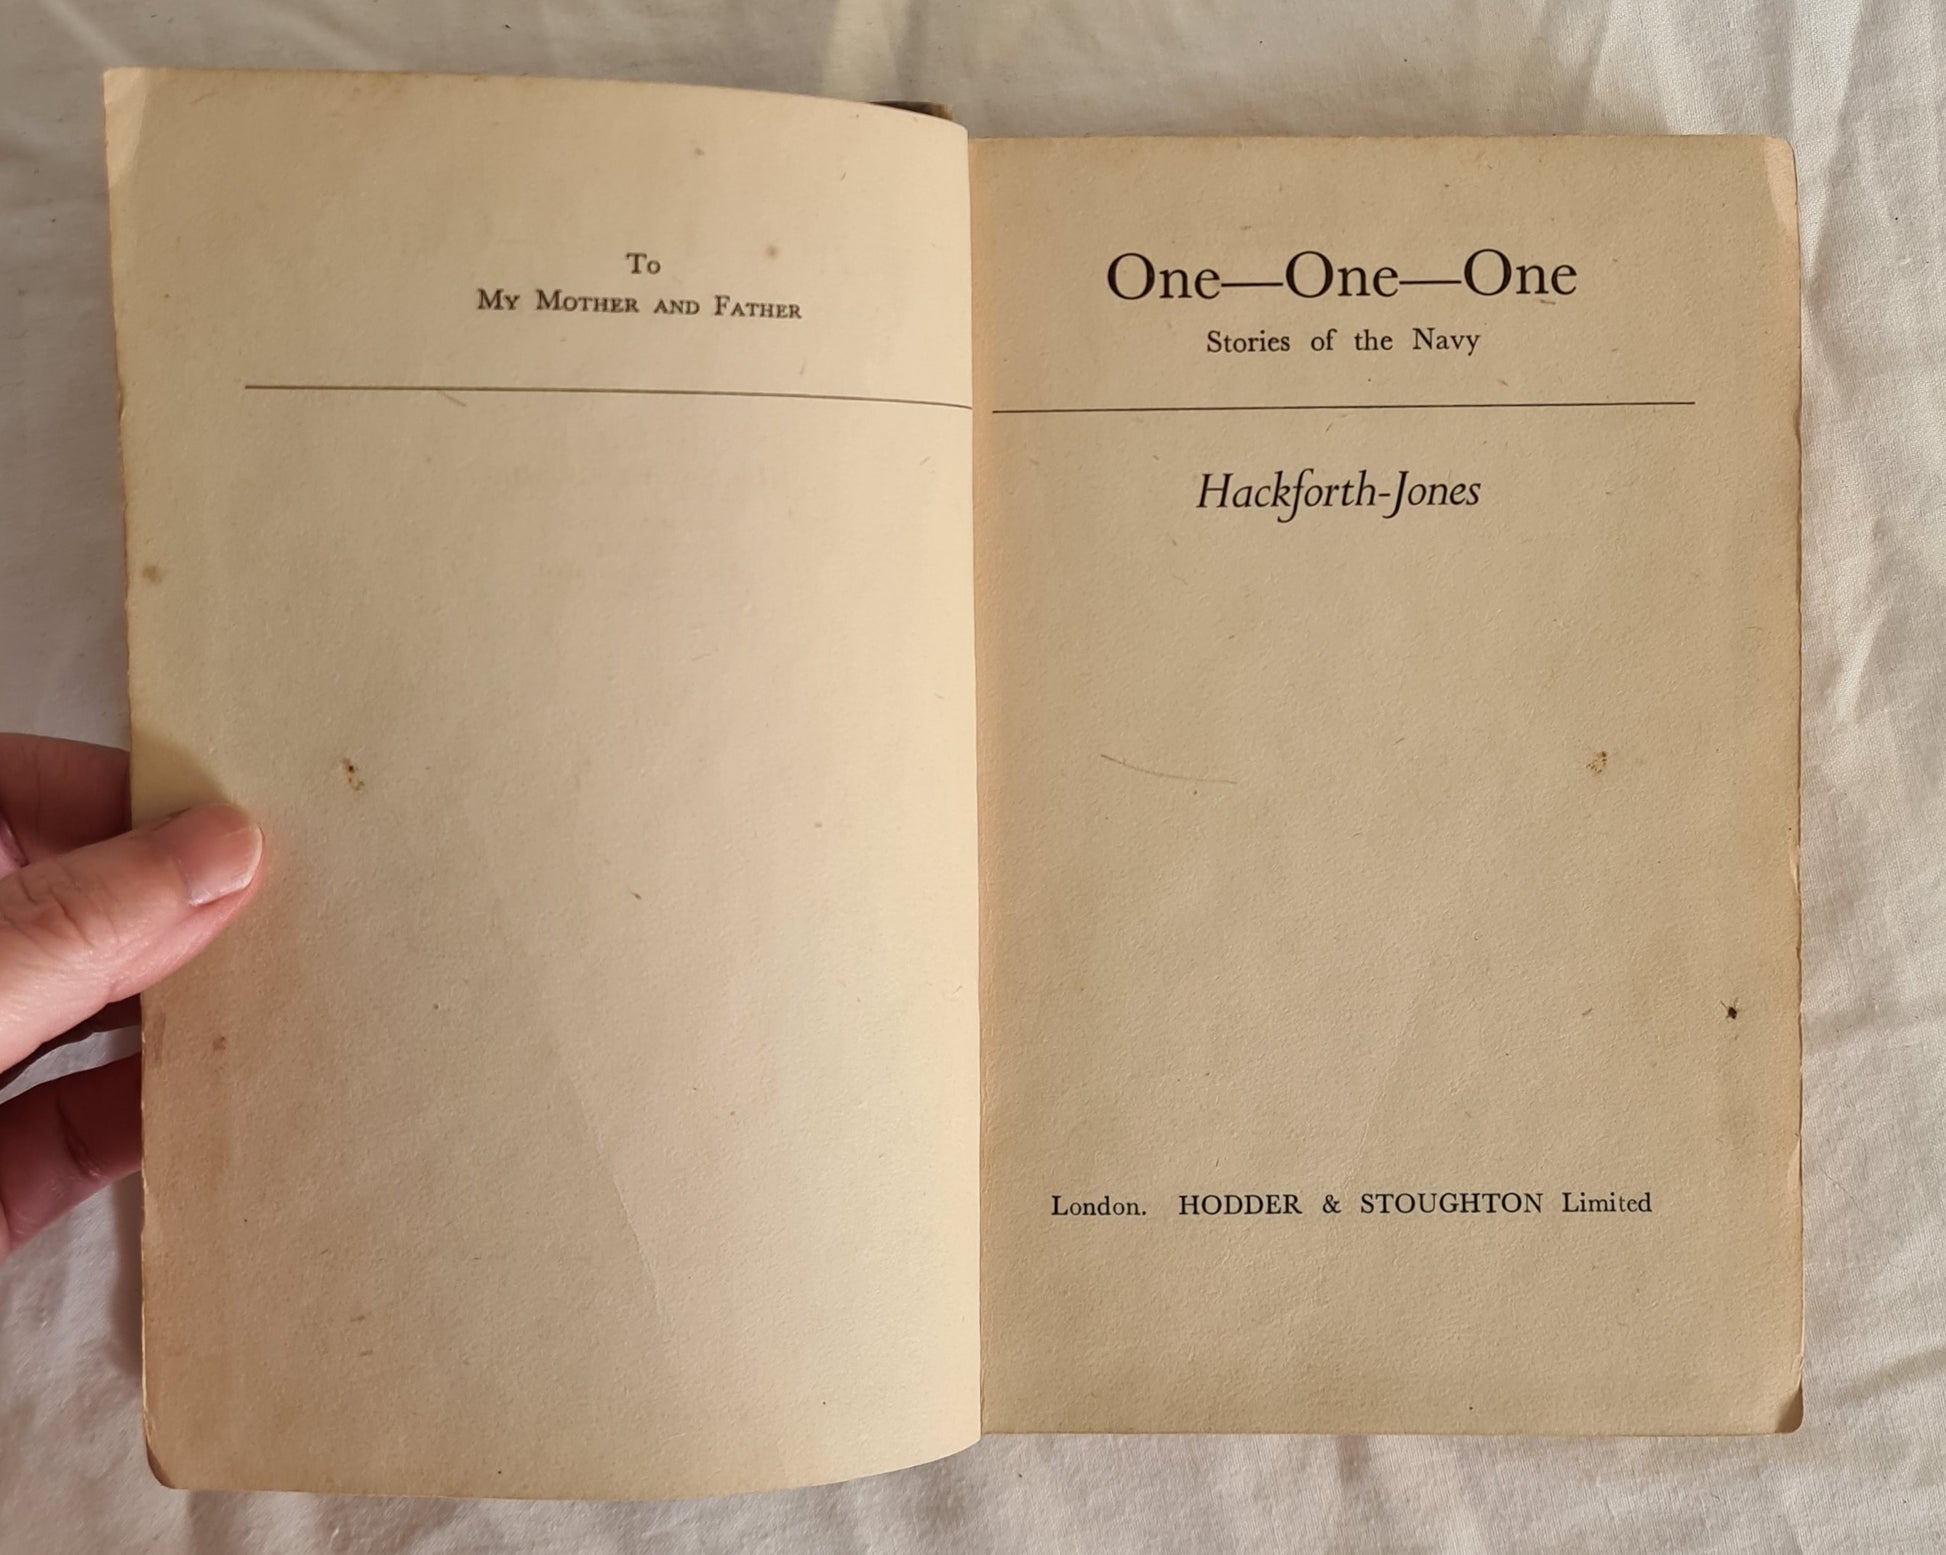 To
My Mother and Father
One—One—One
Stories of the Navy
Hackforth-Jones
London. HODDER & STOUGHTON Limited